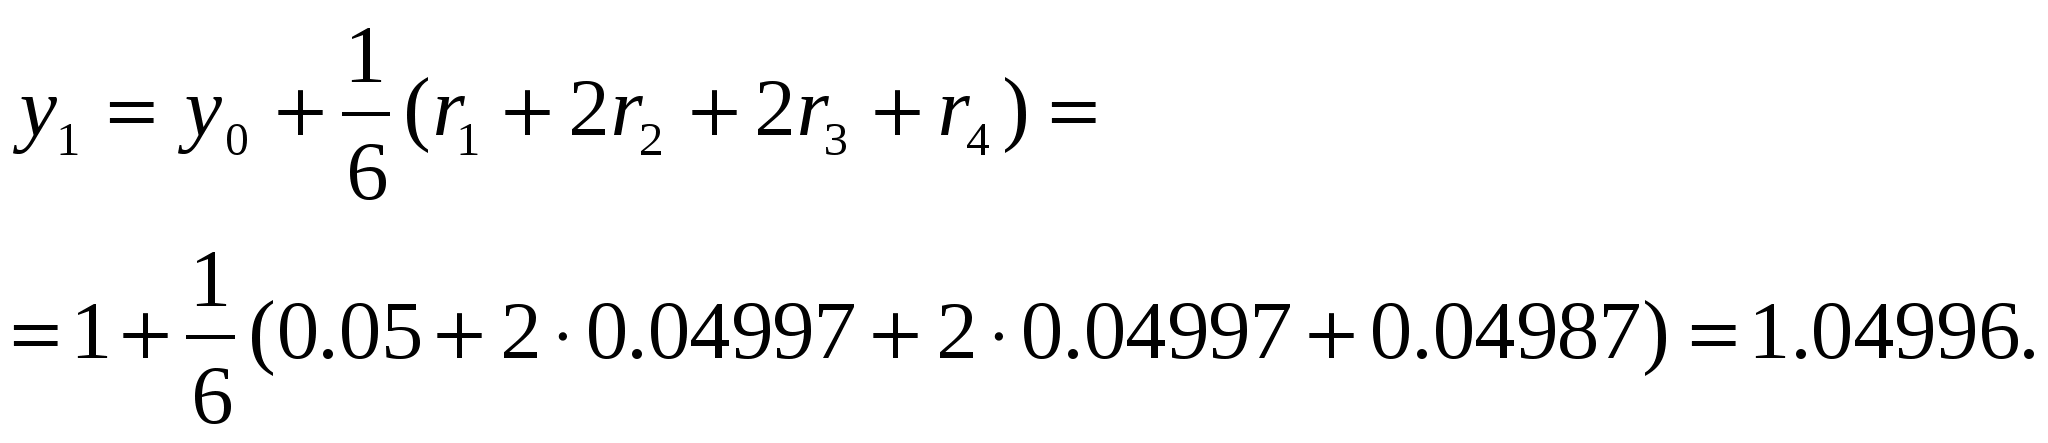 y₁ = y₀ + 1/6 (r₁ + 2r₂ + 2r₃ + r₄) =
= 1 + 1/6 (0.05 + 2 · 0.04997 + 2 · 0.04997 + 0.04987) = 1.04996.